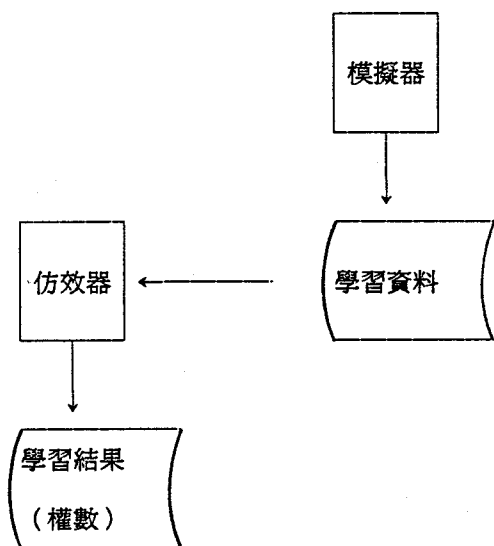 模擬器
仿效器
學習資料
學習結果
（權數）